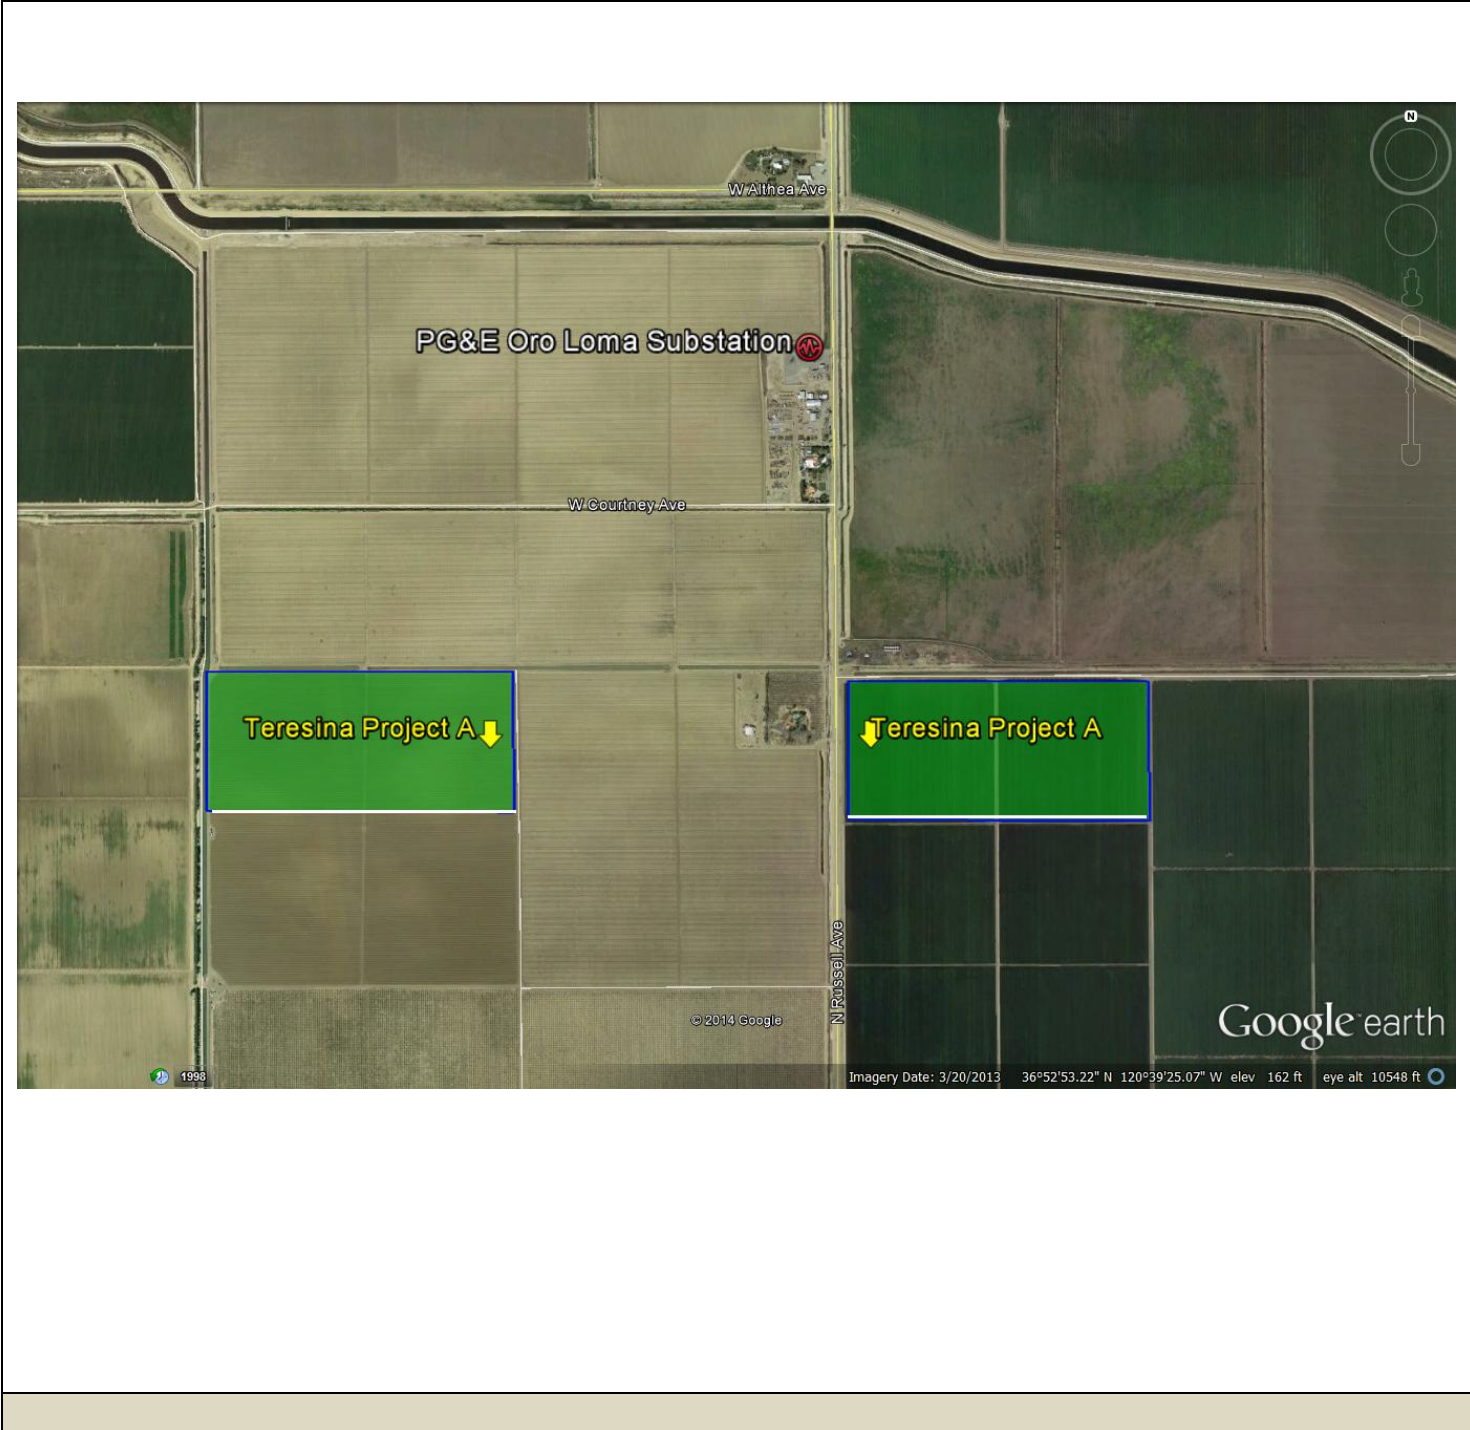 N
W Althea Ave
PG&E Oro Loma Substation
W Courtney Ave
Teresina Project A
Teresina Project A
N Russell Ave
© 2014 Google
Google earth
1998
Imagery Date: 3/20/2013 36°52'53.22" N 120°39'25.07" W elev 162 ft eye alt 10548 ft